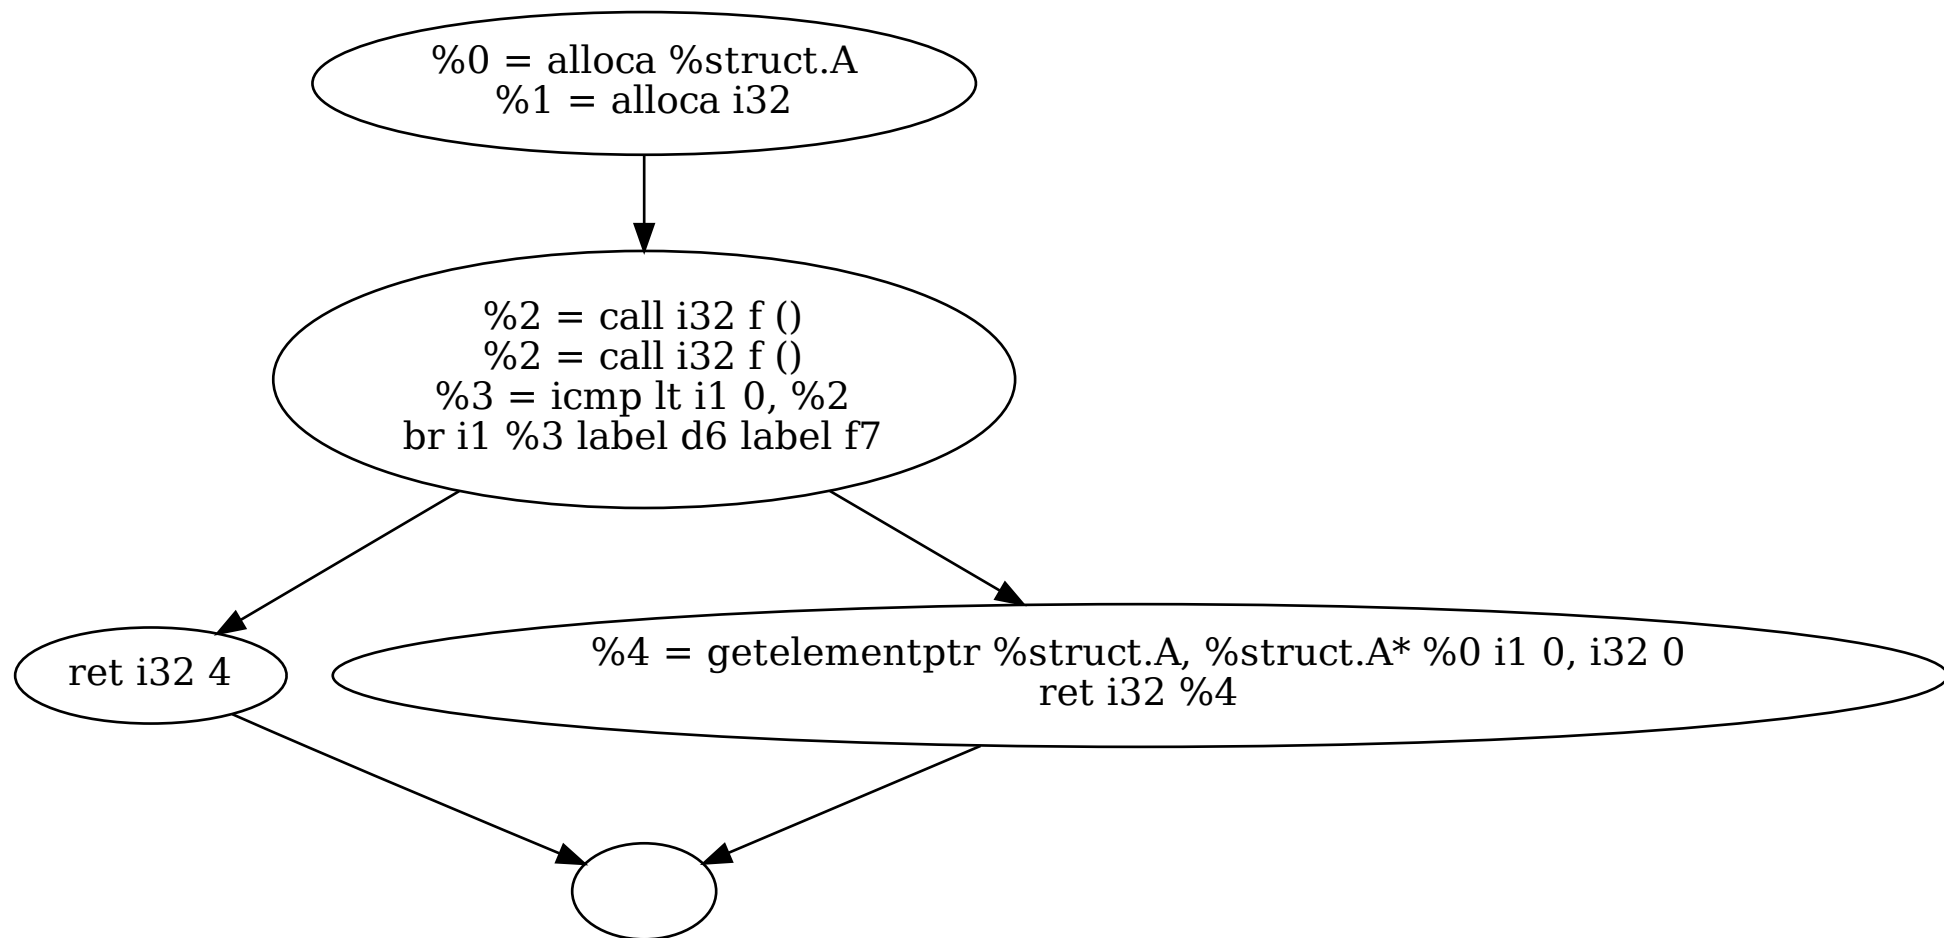 %0 = alloca %struct.A
%1 = alloca i32
%2 = call i32 f ()
%2 = call i32 f ()
%3 = icmp lt i1 0, %2
br i1 %3 label d6 label f7
ret i32 4
%4 = getelementptr %struct.A, %struct.A* %0 i1 0, i32 0
ret i32 %4